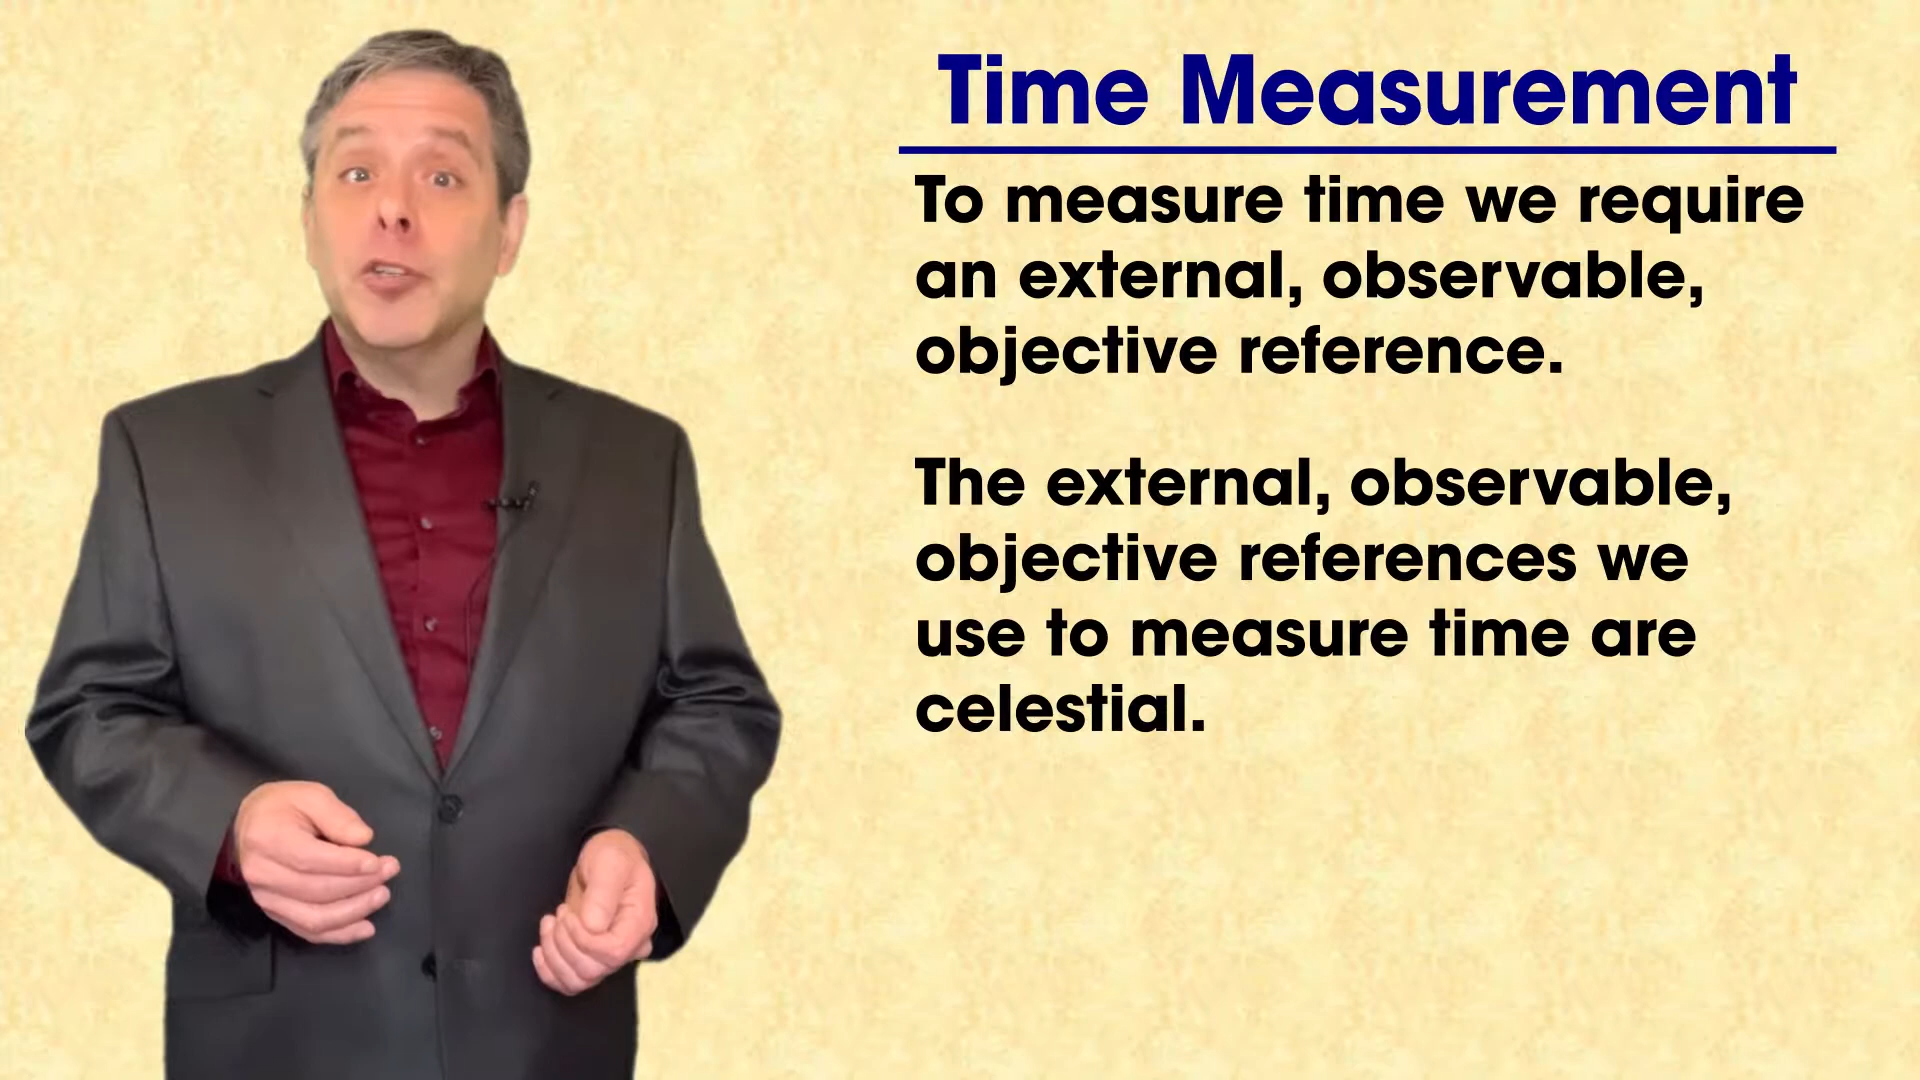 Time Measurement
To measure time we require
an external, observable,
objective reference.
The external, observable,
objective references we
use to measure time are
celestial.